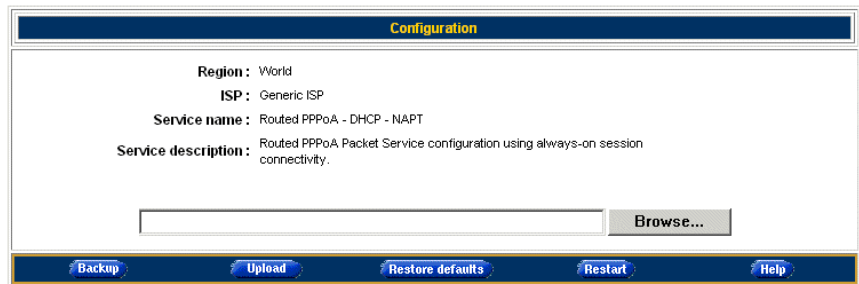 Configuration
Region : World
ISP : Generic ISP
Service name : Routed PPPoA - DHCP - NAPT
Service description : Routed PPPoA Packet Service configuration using always-on session
connectivity.
Browse...
Backup Upload Restore defaults Restart Help